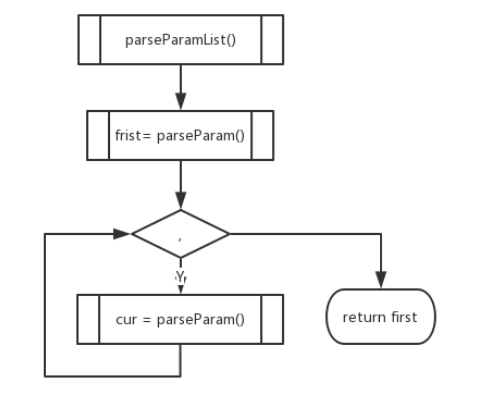 parseParamList()
frist= parseParam()
,
Y
cur = parseParam()
return first